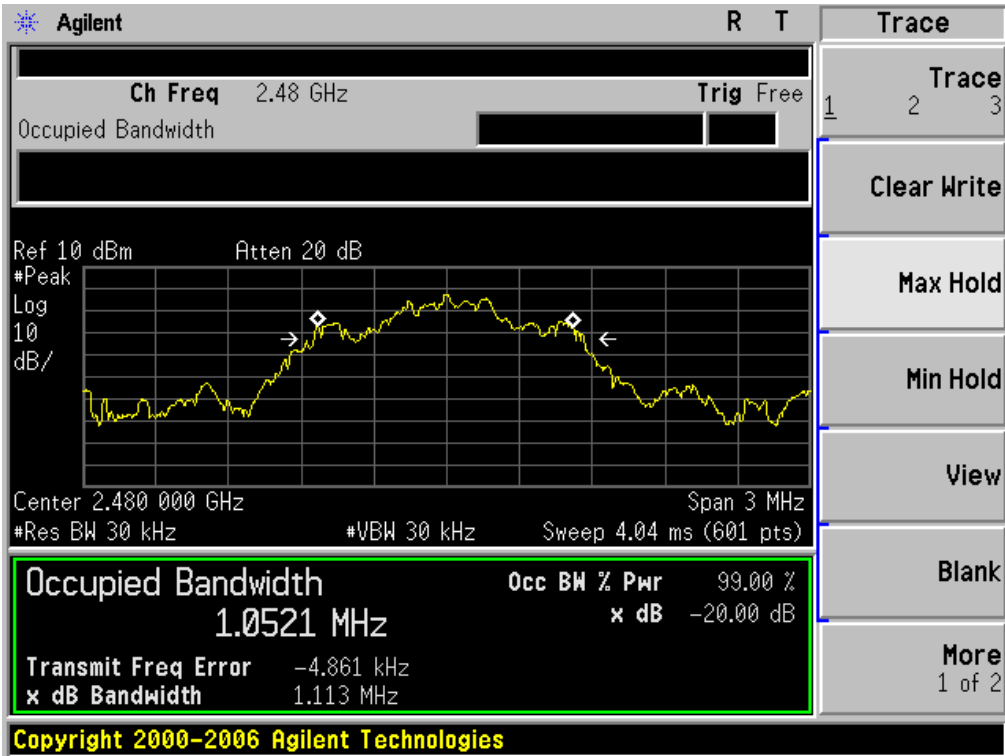 Agilent R T Trace
Ch Freq 2.48 GHz Trig Free
Occupied Bandwidth
Trace
1 2 3
Clear Write
Max Hold
Min Hold
View
Blank
More
1 of 2
Ref 10 dBm Atten 20 dB
#Peak
Log
10
dB/
Center 2.480 000 GHz Span 3 MHz
#Res BW 30 kHz #VBW 30 kHz Sweep 4.04 ms (601 pts)
Occupied Bandwidth Occ BW % Pwr 99.00 %
1.0521 MHz x dB -20.00 dB
Transmit Freq Error -4.861 kHz
x dB Bandwidth 1.113 MHz
Copyright 2000-2006 Agilent Technologies